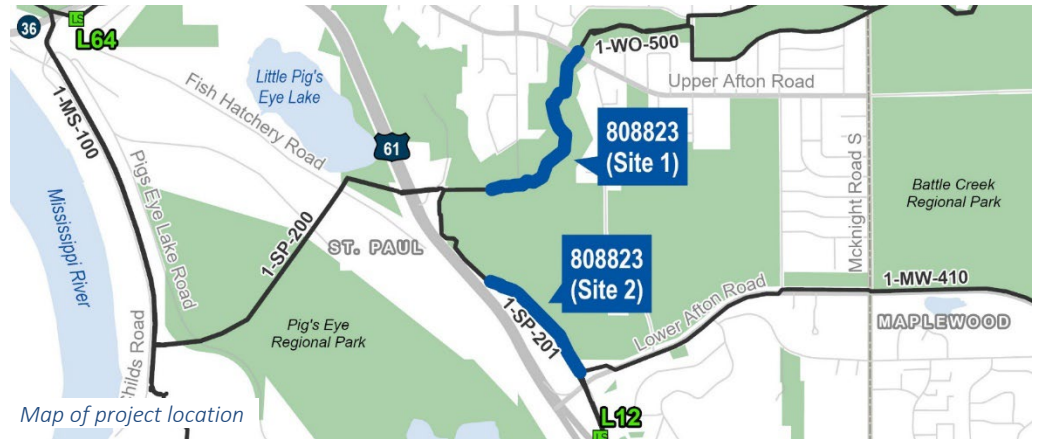 36
LS
L64
1-WO-500
Upper Afton Road
Little Pig's
Eye Lake
Fish Hatchery Road
1-MS-100
61
808823
(Site 1)
Mcknight Road S
Pigs Eye Lake Road
Battle Creek
Regional Park
Mississippi River
1-SP-200
ST. PAUL
808823
(Site 2)
1-MW-410
1-SP-201
Lower Afton Road
MAPLEWOOD
Pig's Eye
Regional Park
Childs Road
Map of project location
L12
LS